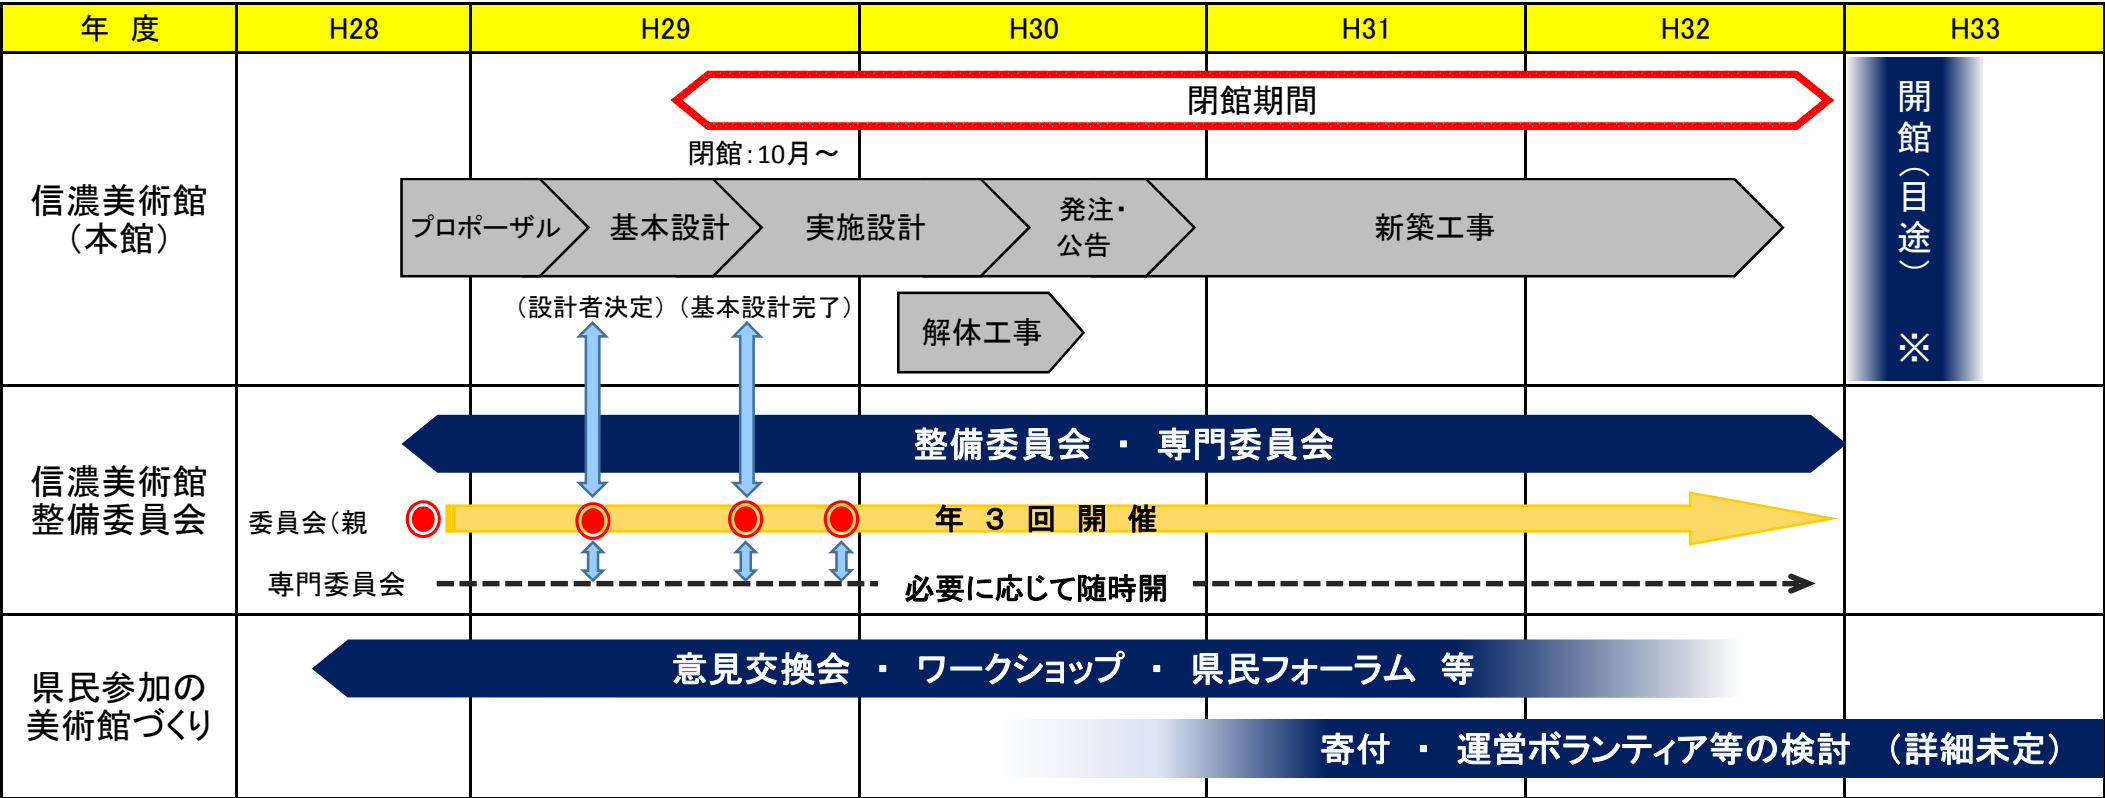 年 度 H28 H29 H30 H31 H32 H33
信濃美術館
（本館）
閉館期間
閉館：10月～
プロポーザル 基本設計 実施設計 発注・
公告 新築工事
（設計者決定）（基本設計完了）
解体工事
開館（目途） ※
信濃美術館
整備委員会
整備委員会 ・ 専門委員会
委員会（親 年 3 回 開 催
専門委員会 必要に応じて随時開
県民参加の
美術館づくり
意見交換会 ・ ワークショップ ・ 県民フォーラム 等
寄付 ・ 運営ボランティア等の検討 （詳細未定）